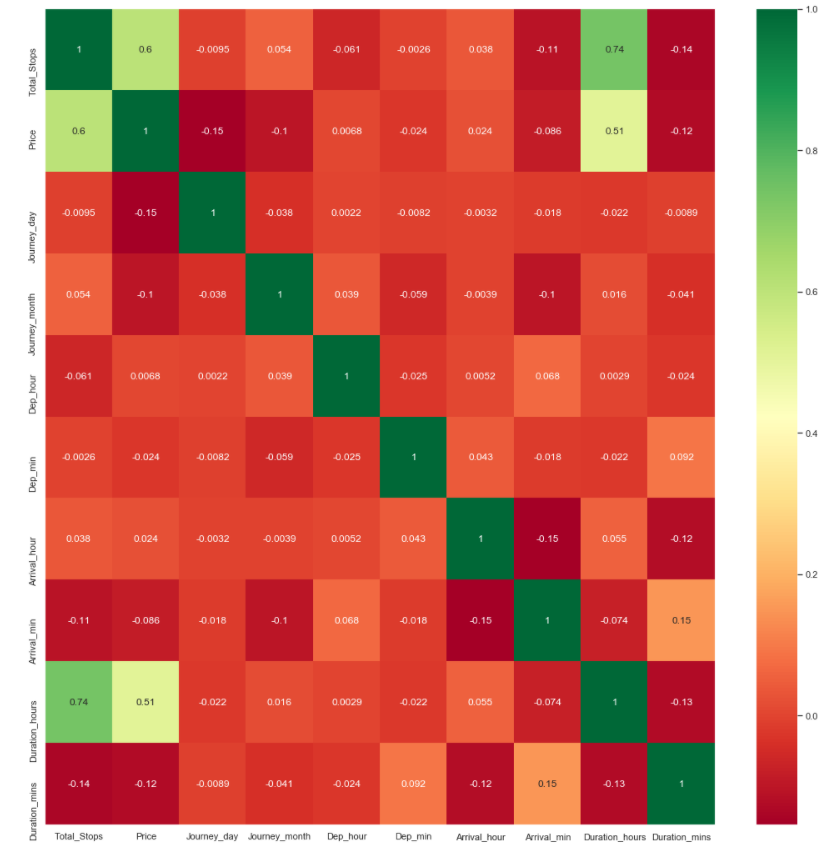 Total_Stops 1 0.6 -0.0095 0.054 -0.061 -0.0026 0.038 -0.11 0.74 -0.14
Price 0.6 1 -0.15 -0.1 0.0068 -0.024 0.024 -0.086 0.51 -0.12
Journey_day -0.0095 -0.15 1 -0.038 0.0022 -0.0082 -0.0032 -0.018 -0.022 -0.0089
Journey_month 0.054 -0.1 -0.038 1 0.039 -0.059 -0.0039 -0.1 0.016 -0.041
Dep_hour -0.061 0.0068 0.0022 0.039 1 -0.025 0.0052 0.068 0.0029 -0.024
Dep_min -0.0026 -0.024 -0.0082 -0.059 -0.025 1 0.043 -0.018 -0.022 0.092
Arrival_hour 0.038 0.024 -0.0032 -0.0039 0.0052 0.043 1 -0.15 0.055 -0.12
Arrival_min -0.11 -0.086 -0.018 -0.1 0.068 -0.018 -0.15 1 -0.074 0.15
Duration_hours 0.74 0.51 -0.022 0.016 0.0029 -0.022 0.055 -0.074 1 -0.13
Duration_mins -0.14 -0.12 -0.0089 -0.041 -0.024 0.092 -0.12 0.15 -0.13 1
Total_Stops Price Journey_day Journey_month Dep_hour Dep_min Arrival_hour Arrival_min Duration_hours Duration_mins
1.0
0.8
0.6
0.4
0.2
0.0